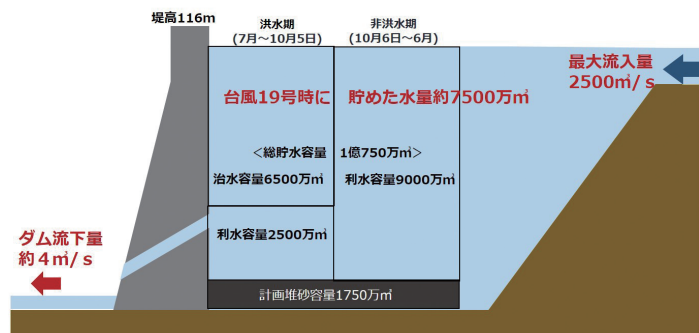 堤高116m
洪水期
(7月～10月5日)
非洪水期
(10月6日～6月)
最大流入量
2500㎥/ s
台風19号時に 貯めた水量約7500万㎥
＜総貯水容量 1億750万㎥＞
治水容量6500万㎥
利水容量9000万㎥
利水容量2500万㎥
ダム流下量
約４㎥/ s
計画堆砂容量1750万㎥